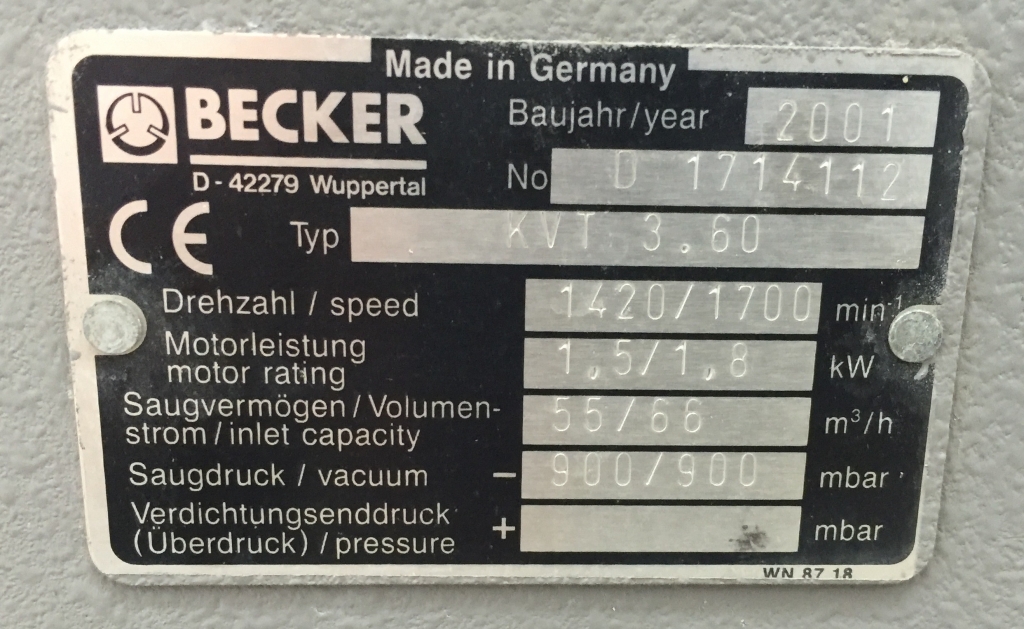 Made in Germany
BECKER
D-42279 Wuppertal
Baujahr/year 2001
No D 1714112
CE Typ KVT 3.60
Drehzahl / speed 1420/1700 min-1
Motorleistung
motor rating 1,5/1,8 kW
Saugvermögen / Volumen-
strom / inlet capacity 55/66 m³/h
Saugdruck / vacuum - 900/900 mbar
Verdichtungsenddruck
(Überdruck) / pressure + mbar
WN 87 18